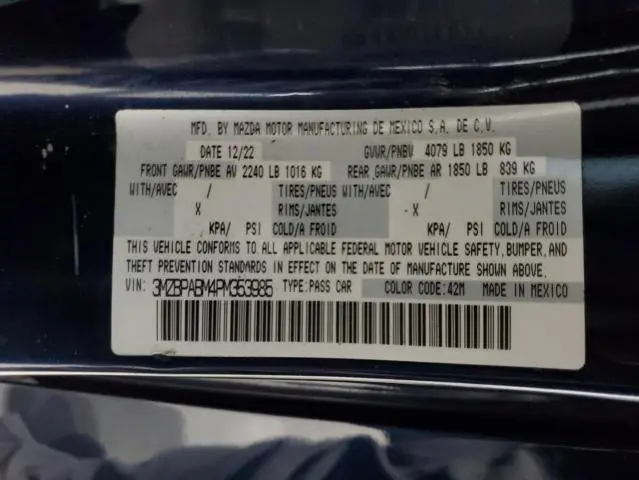 MFD. BY MAZDA MOTOR MANUFACTURING DE MEXICO S.A. DE C.V.
DATE 12/22 GVWR/PNBV 4079 LB 1850 KG
FRONT GAWR/PNBE AV 2240 LB 1016 KG REAR GAWR/PNBE AR 1850 LB 839 KG
WITH/AVEC / TIRES/PNEUS WITH/AVEC / TIRES/PNEUS
X RIMS/JANTES - X RIMS/JANTES
KPA/ PSI COLD/A FROID KPA/ PSI COLD/A FROID
THIS VEHICLE CONFORMS TO ALL APPLICABLE FEDERAL MOTOR VEHICLE SAFETY, BUMPER, AND
THEFT PREVENTION STANDARDS IN EFFECT ON THE DATE OF MANUFACTURE SHOWN ABOVE.
VIN: 3MZBPABM4PM353985 TYPE: PASS CAR COLOR CODE: 42M MADE IN MEXICO